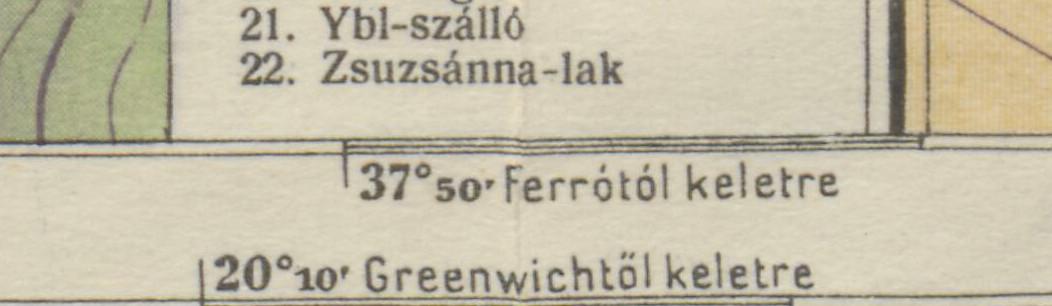 21. Ybl-szálló
22. Zsuzsánna-lak
37°50' Ferrótól keletre
20°10' Greenwichtől keletre